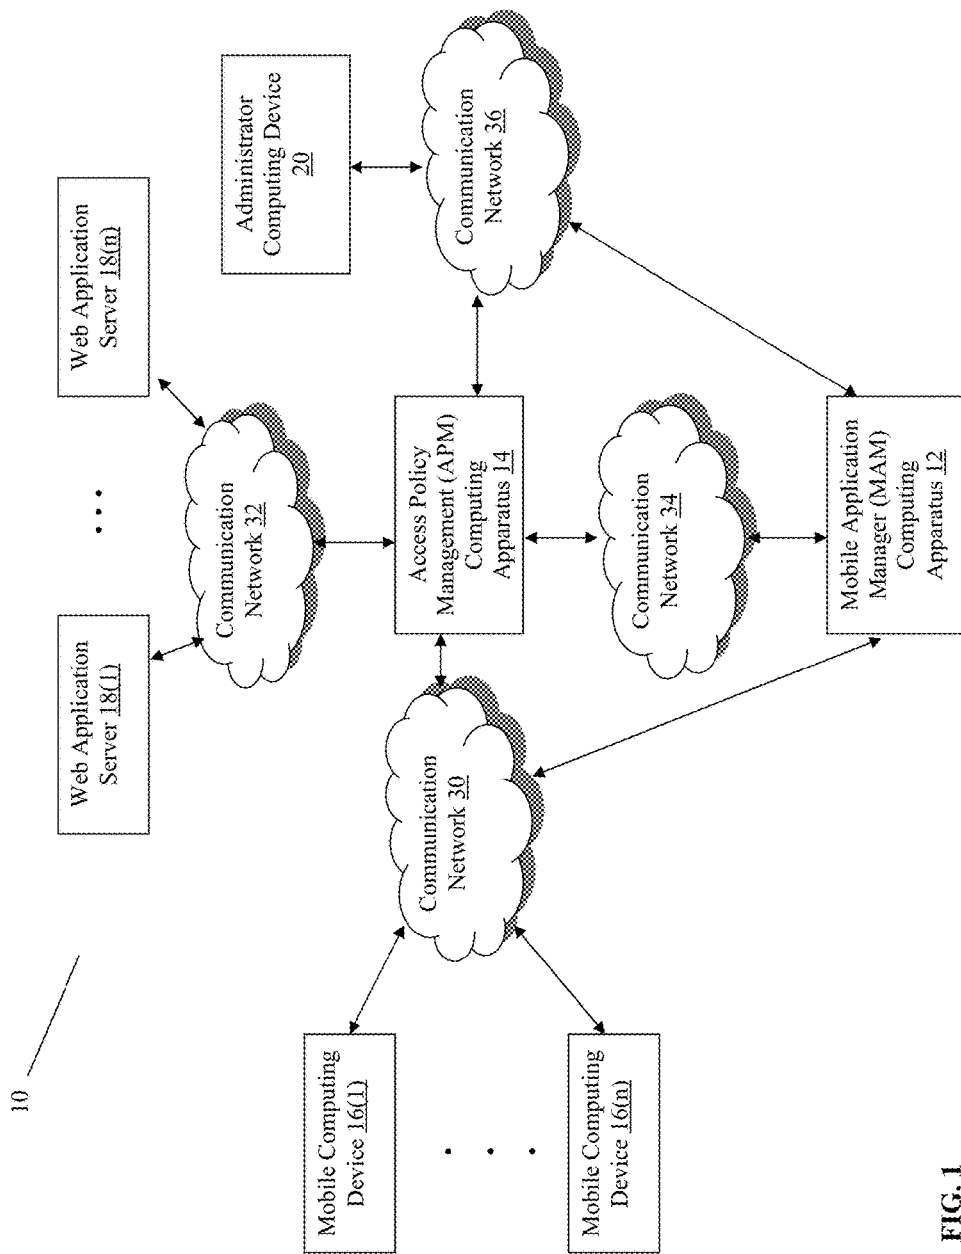 10
Web Application
Server 18(1)
• • •
Web Application
Server 18(n)
Communication
Network 32
Administrator
Computing Device
20
Mobile Computing
Device 16(1)
• • •
Mobile Computing
Device 16(n)
Communication
Network 30
Access Policy
Management (APM)
Computing
Apparatus 14
Communication
Network 36
Communication
Network 34
Mobile Application
Manager (MAM)
Computing
Apparatus 12
FIG. 1